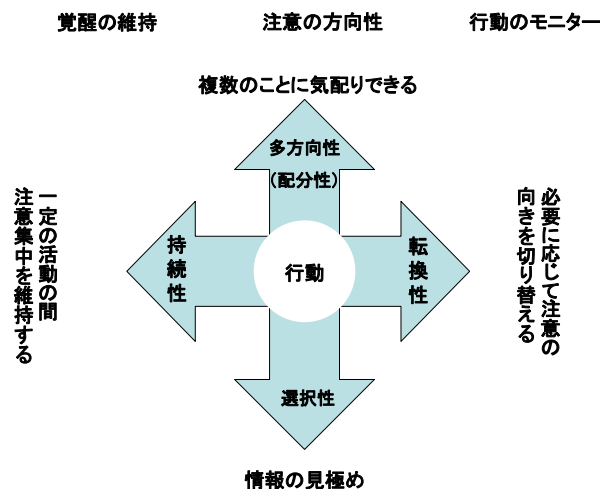 覚醒の維持
注意の方向性
行動のモニター
複数のことに気配りできる
多方向性
(配分性)
一定の活動の間
注意集中を維持する
持続性
行動
転換性
必要に応じて注意の
向きを切り替える
選択性
情報の見極め